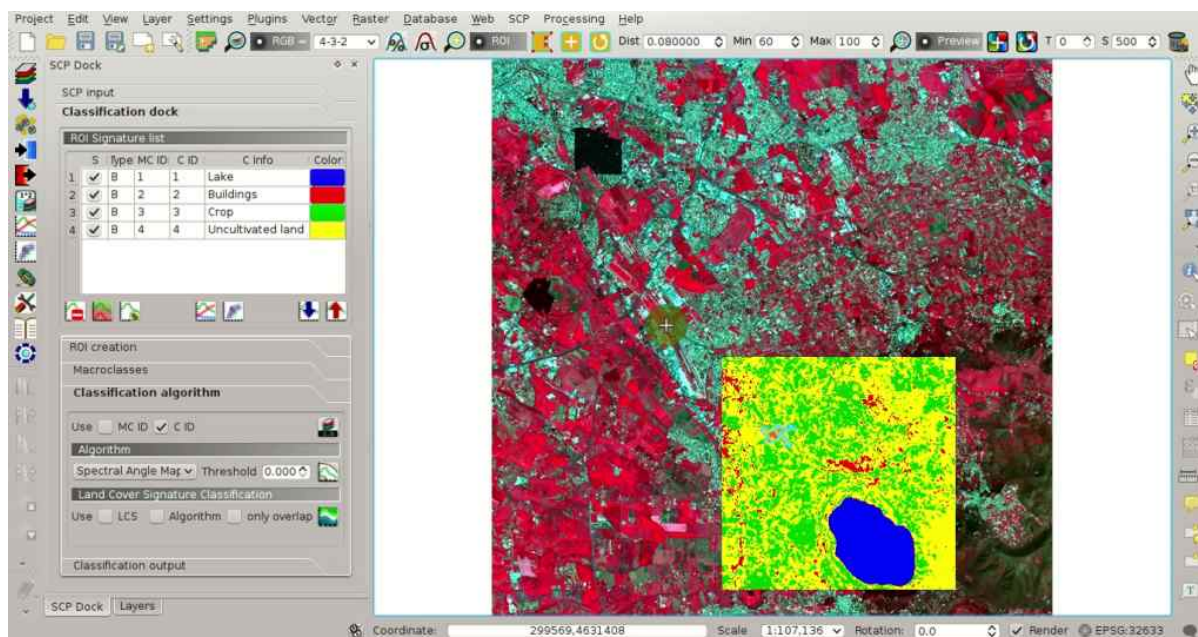 Project Edit View Layer Settings Plugins Vector Raster Database Web SCP Processing Help
RGB = 4-3-2 ROI Dist 0.080000 Min 60 Max 100 Preview T 0 S 500
SCP Dock
SCP input
Classification dock
ROI Signature list
S Type MC ID C ID C Info Color
1 B 1 1 Lake
2 B 2 2 Buildings
3 B 3 3 Crop
4 B 4 4 Uncultivated land
ROI creation
Macroclasses
Classification algorithm
Use MC ID C ID
Algorithm
Spectral Angle Map Threshold 0.000
Land Cover Signature Classification
Use LCS Algorithm only overlap
Classification output
SCP Dock Layers
Coordinate: 299569,4631408 Scale 1:107,136 Rotation: 0.0 Render EPSG:32633